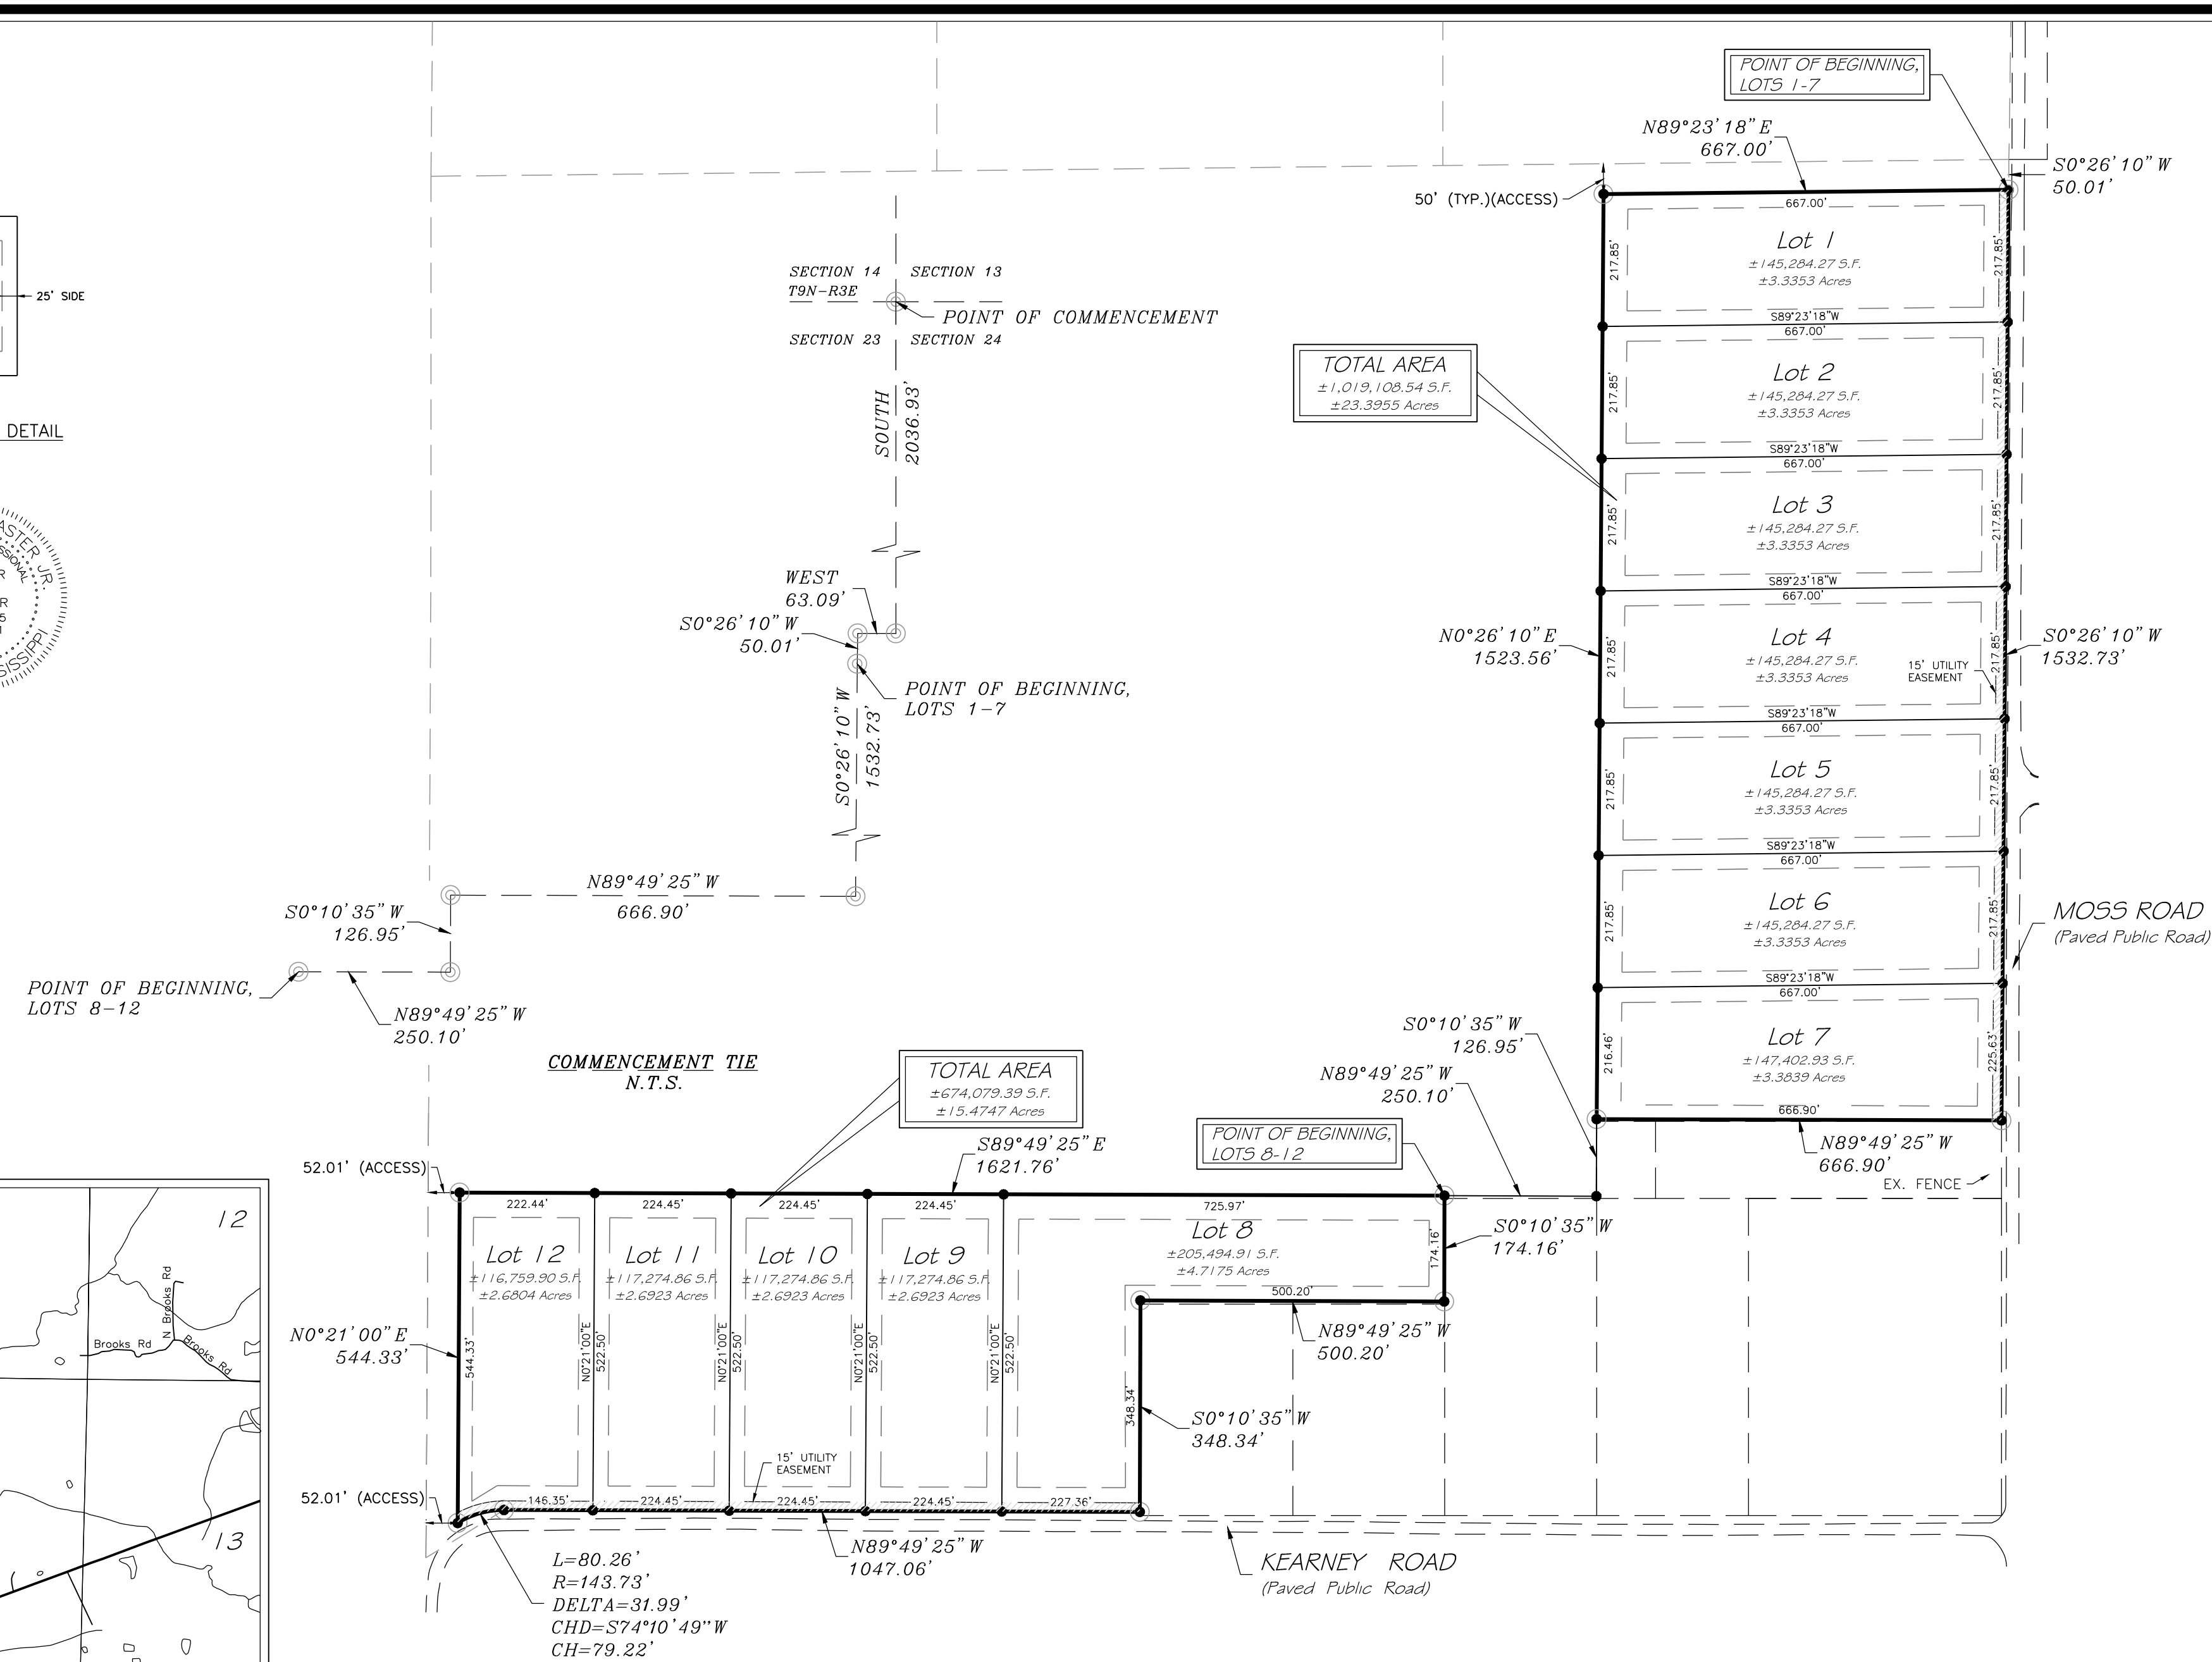 POINT OF BEGINNING,
LOTS 1-7
N89°23'18"E
667.00'
S0°26'10"W
50.01'
50' (TYP.)(ACCESS)
667.00'
Lot 1
±145,284.27 S.F.
±3.3353 Acres
217.85'
217.85'
S89°23'18"W
667.00'
Lot 2
±145,284.27 S.F.
±3.3353 Acres
217.85'
217.85'
S89°23'18"W
667.00'
Lot 3
±145,284.27 S.F.
±3.3353 Acres
217.85'
217.85'
S89°23'18"W
667.00'
Lot 4
±145,284.27 S.F.
±3.3353 Acres
217.85'
217.85'
15' UTILITY
EASEMENT
S89°23'18"W
667.00'
Lot 5
±145,284.27 S.F.
±3.3353 Acres
217.85'
217.85'
S89°23'18"W
667.00'
Lot 6
±145,284.27 S.F.
±3.3353 Acres
217.85'
217.85'
S89°23'18"W
667.00'
Lot 7
±147,402.93 S.F.
±3.3839 Acres
216.46'
225.63'
666.90'
N89°49'25"W
666.90'
EX. FENCE
N0°26'10"E
1523.56'
S0°26'10"W
1532.73'
MOSS ROAD
(Paved Public Road)
TOTAL AREA
±1,019,108.54 S.F.
±23.3955 Acres
25' SIDE
DETAIL
ASTER JR.
SSIONAL
R
R
5
SISSIPPI
SECTION 14 SECTION 13
T9N-R3E
POINT OF COMMENCEMENT
SECTION 23 SECTION 24
SOUTH
2036.93'
WEST
63.09'
S0°26'10"W
50.01'
POINT OF BEGINNING,
LOTS 1-7
S0°26'10"W
1532.73'
N89°49'25"W
666.90'
S0°10'35"W
126.95'
POINT OF BEGINNING,
LOTS 8-12
N89°49'25"W
250.10'
COMMENCEMENT TIE
N.T.S.
TOTAL AREA
±674,079.39 S.F.
±15.4747 Acres
S89°49'25"E
1621.76'
S0°10'35"W
126.95'
N89°49'25"W
250.10'
POINT OF BEGINNING,
LOTS 8-12
52.01' (ACCESS)
222.44'
224.45'
224.45'
224.45'
725.97'
Lot 12
±116,759.90 S.F.
±2.6804 Acres
Lot 11
±117,274.86 S.F.
±2.6923 Acres
Lot 10
±117,274.86 S.F.
±2.6923 Acres
Lot 9
±117,274.86 S.F.
±2.6923 Acres
Lot 8
±205,494.91 S.F.
±4.7175 Acres
174.16'
S0°10'35"W
174.16'
500.20'
N89°49'25"W
500.20'
N0°21'00"E
544.33'
544.33'
N0°21'00"E
522.50'
N0°21'00"E
522.50'
N0°21'00"E
522.50'
N0°21'00"E
522.50'
348.34'
S0°10'35"W
348.34'
15' UTILITY
EASEMENT
52.01' (ACCESS)
146.35'
224.45'
224.45'
224.45'
227.36'
N89°49'25"W
1047.06'
L=80.26'
R=143.73'
DELTA=31.99'
CHD=S74°10'49"W
CH=79.22'
KEARNEY ROAD
(Paved Public Road)
12
N Brooks Rd
Brooks Rd
Brooks Rd
13